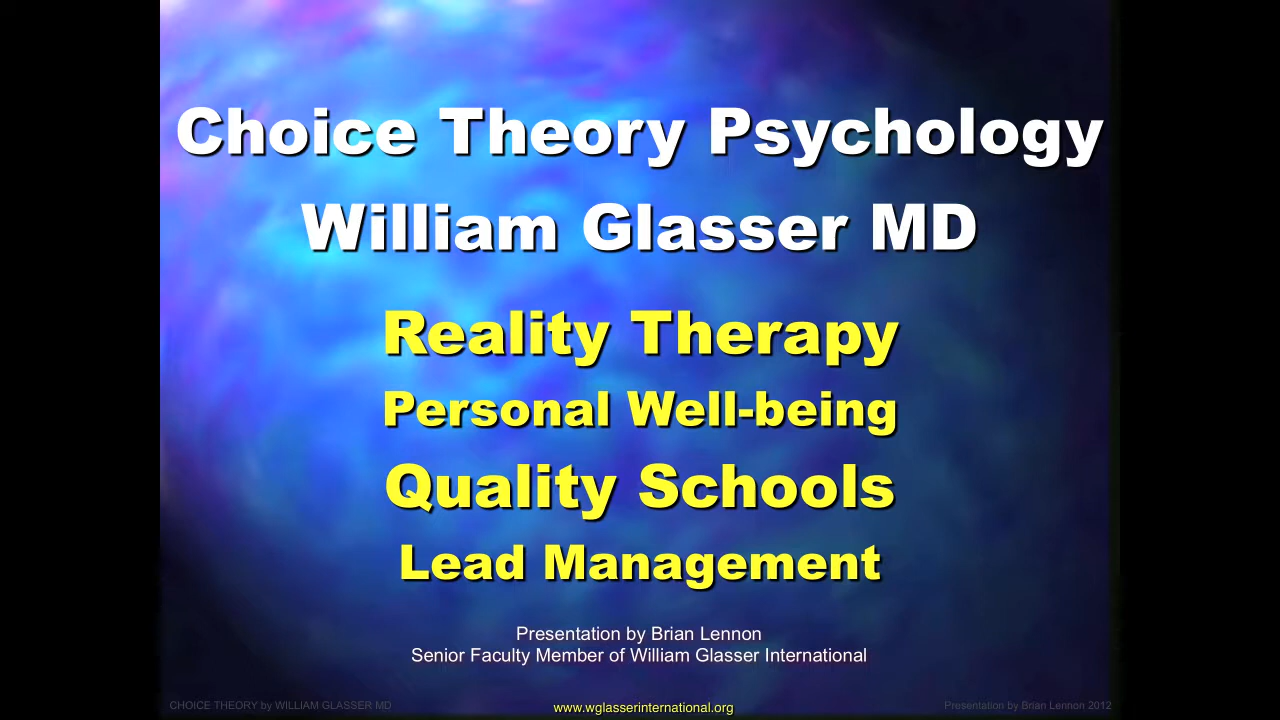 Choice Theory Psychology
William Glasser MD
Reality Therapy
Personal Well-being
Quality Schools
Lead Management
Presentation by Brian Lennon
Senior Faculty Member of William Glasser International
CHOICE THEORY by WILLIAM GLASSER MD
www.wglasserinternational.org
Presentation by Brian Lennon 2012